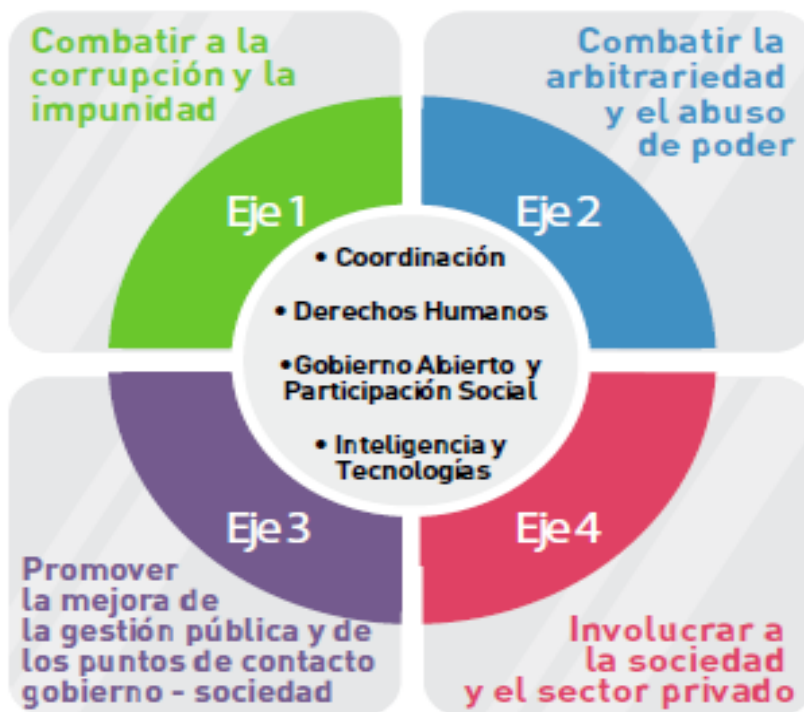 Combatir a la
corrupción y la
impunidad
Eje 1
Combatir la
arbitrariedad
y el abuso
de poder
Eje 2
• Coordinación
• Derechos Humanos
•Gobierno Abierto y
Participación Social
• Inteligencia y
Tecnologías
Eje 3
Promover
la mejora de
la gestión pública y de
los puntos de contacto
gobierno - sociedad
Eje 4
Involucrar a
la sociedad
y el sector privado